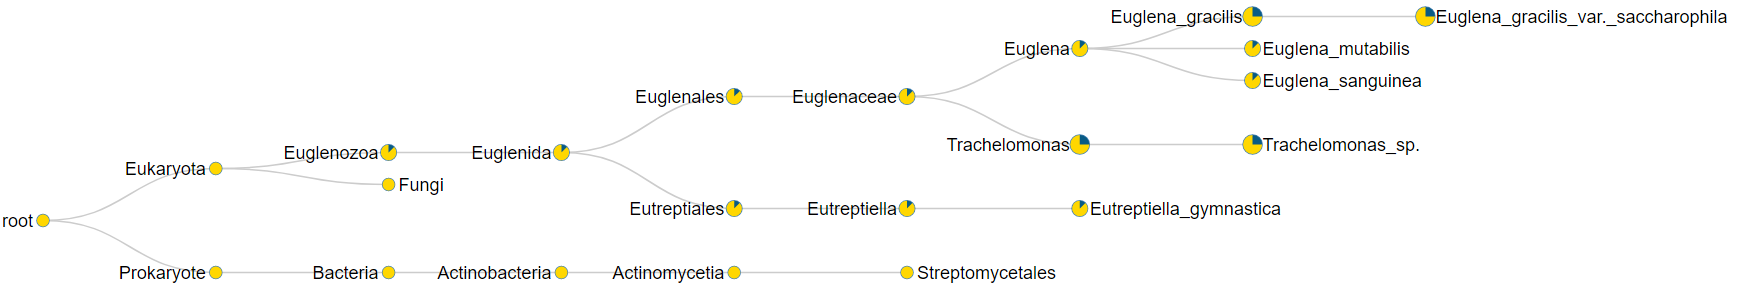 Euglena_gracilis
Euglena_gracilis_var._saccharophila
Euglena
Euglena_mutabilis
Euglena_sanguinea
Euglenales
Euglenaceae
Trachelomonas
Trachelomonas_sp.
Euglenozoa
Euglenida
Eukaryota
Fungi
Eutreptiales
Eutreptiella
Eutreptiella_gymnastica
root
Prokaryote
Bacteria
Actinobacteria
Actinomycetia
Streptomycetales